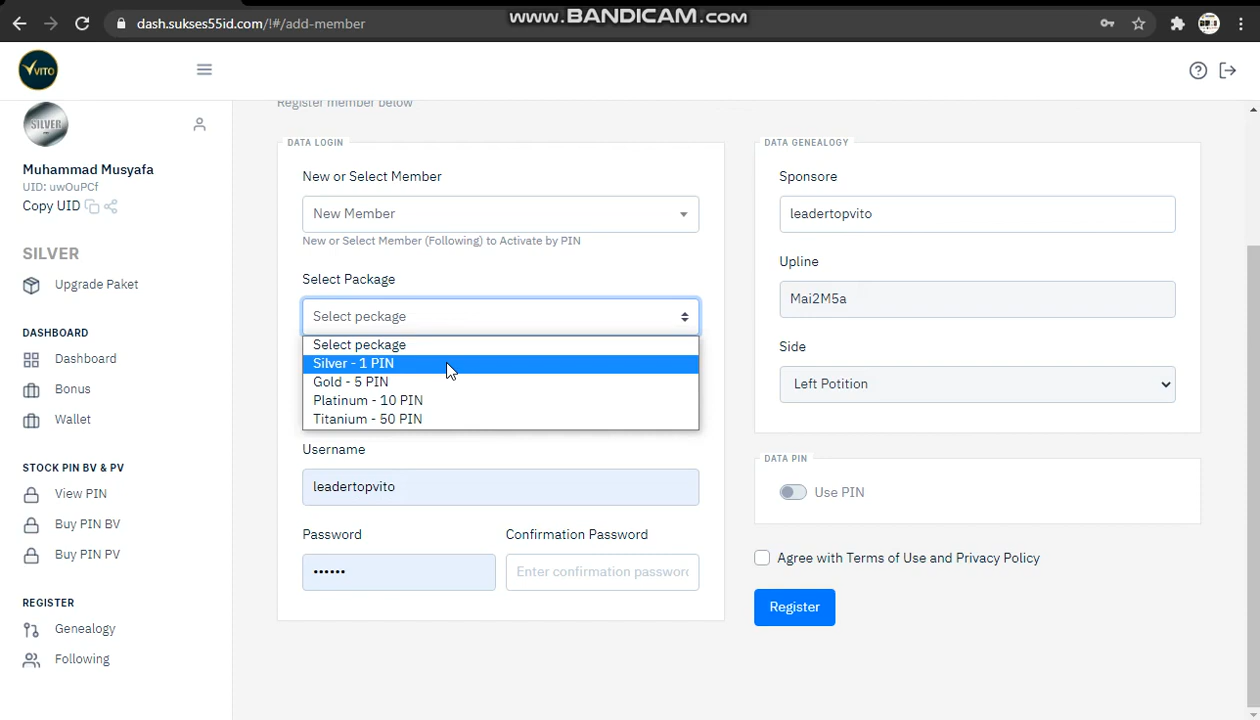 dash.sukses55id.com/!#/add-member
www.BANDICAM.com
VITO
SILVER
Muhammad Musyafa
UID: uwOuPCf
Copy UID
SILVER
Upgrade Paket
DASHBOARD
Dashboard
Bonus
Wallet
STOCK PIN BV & PV
View PIN
Buy PIN BV
Buy PIN PV
REGISTER
Genealogy
Following
Register member below
DATA LOGIN
New or Select Member
New Member
New or Select Member (Following) to Activate by PIN
Select Package
Select peckage
Select peckage
Silver - 1 PIN
Gold - 5 PIN
Platinum - 10 PIN
Titanium - 50 PIN
Username
leadertopvito
Password
Confirmation Password
••••••
Enter confirmation password
DATA GENEALOGY
Sponsore
leadertopvito
Upline
Mai2M5a
Side
Left Potition
DATA PIN
Use PIN
Agree with Terms of Use and Privacy Policy
Register